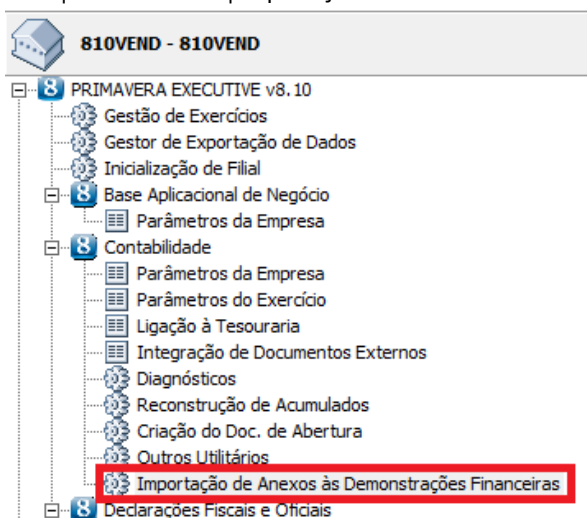 810VEND - 810VEND
PRIMAVERA EXECUTIVE v8.10
Gestão de Exercícios
Gestor de Exportação de Dados
Inicialização de Filial
Base Aplicacional de Negócio
Parâmetros da Empresa
Contabilidade
Parâmetros da Empresa
Parâmetros do Exercício
Ligação à Tesouraria
Integração de Documentos Externos
Diagnósticos
Reconstrução de Acumulados
Criação do Doc. de Abertura
Outros Utilitários
Importação de Anexos às Demonstrações Financeiras
Declarações Fiscais e Oficiais